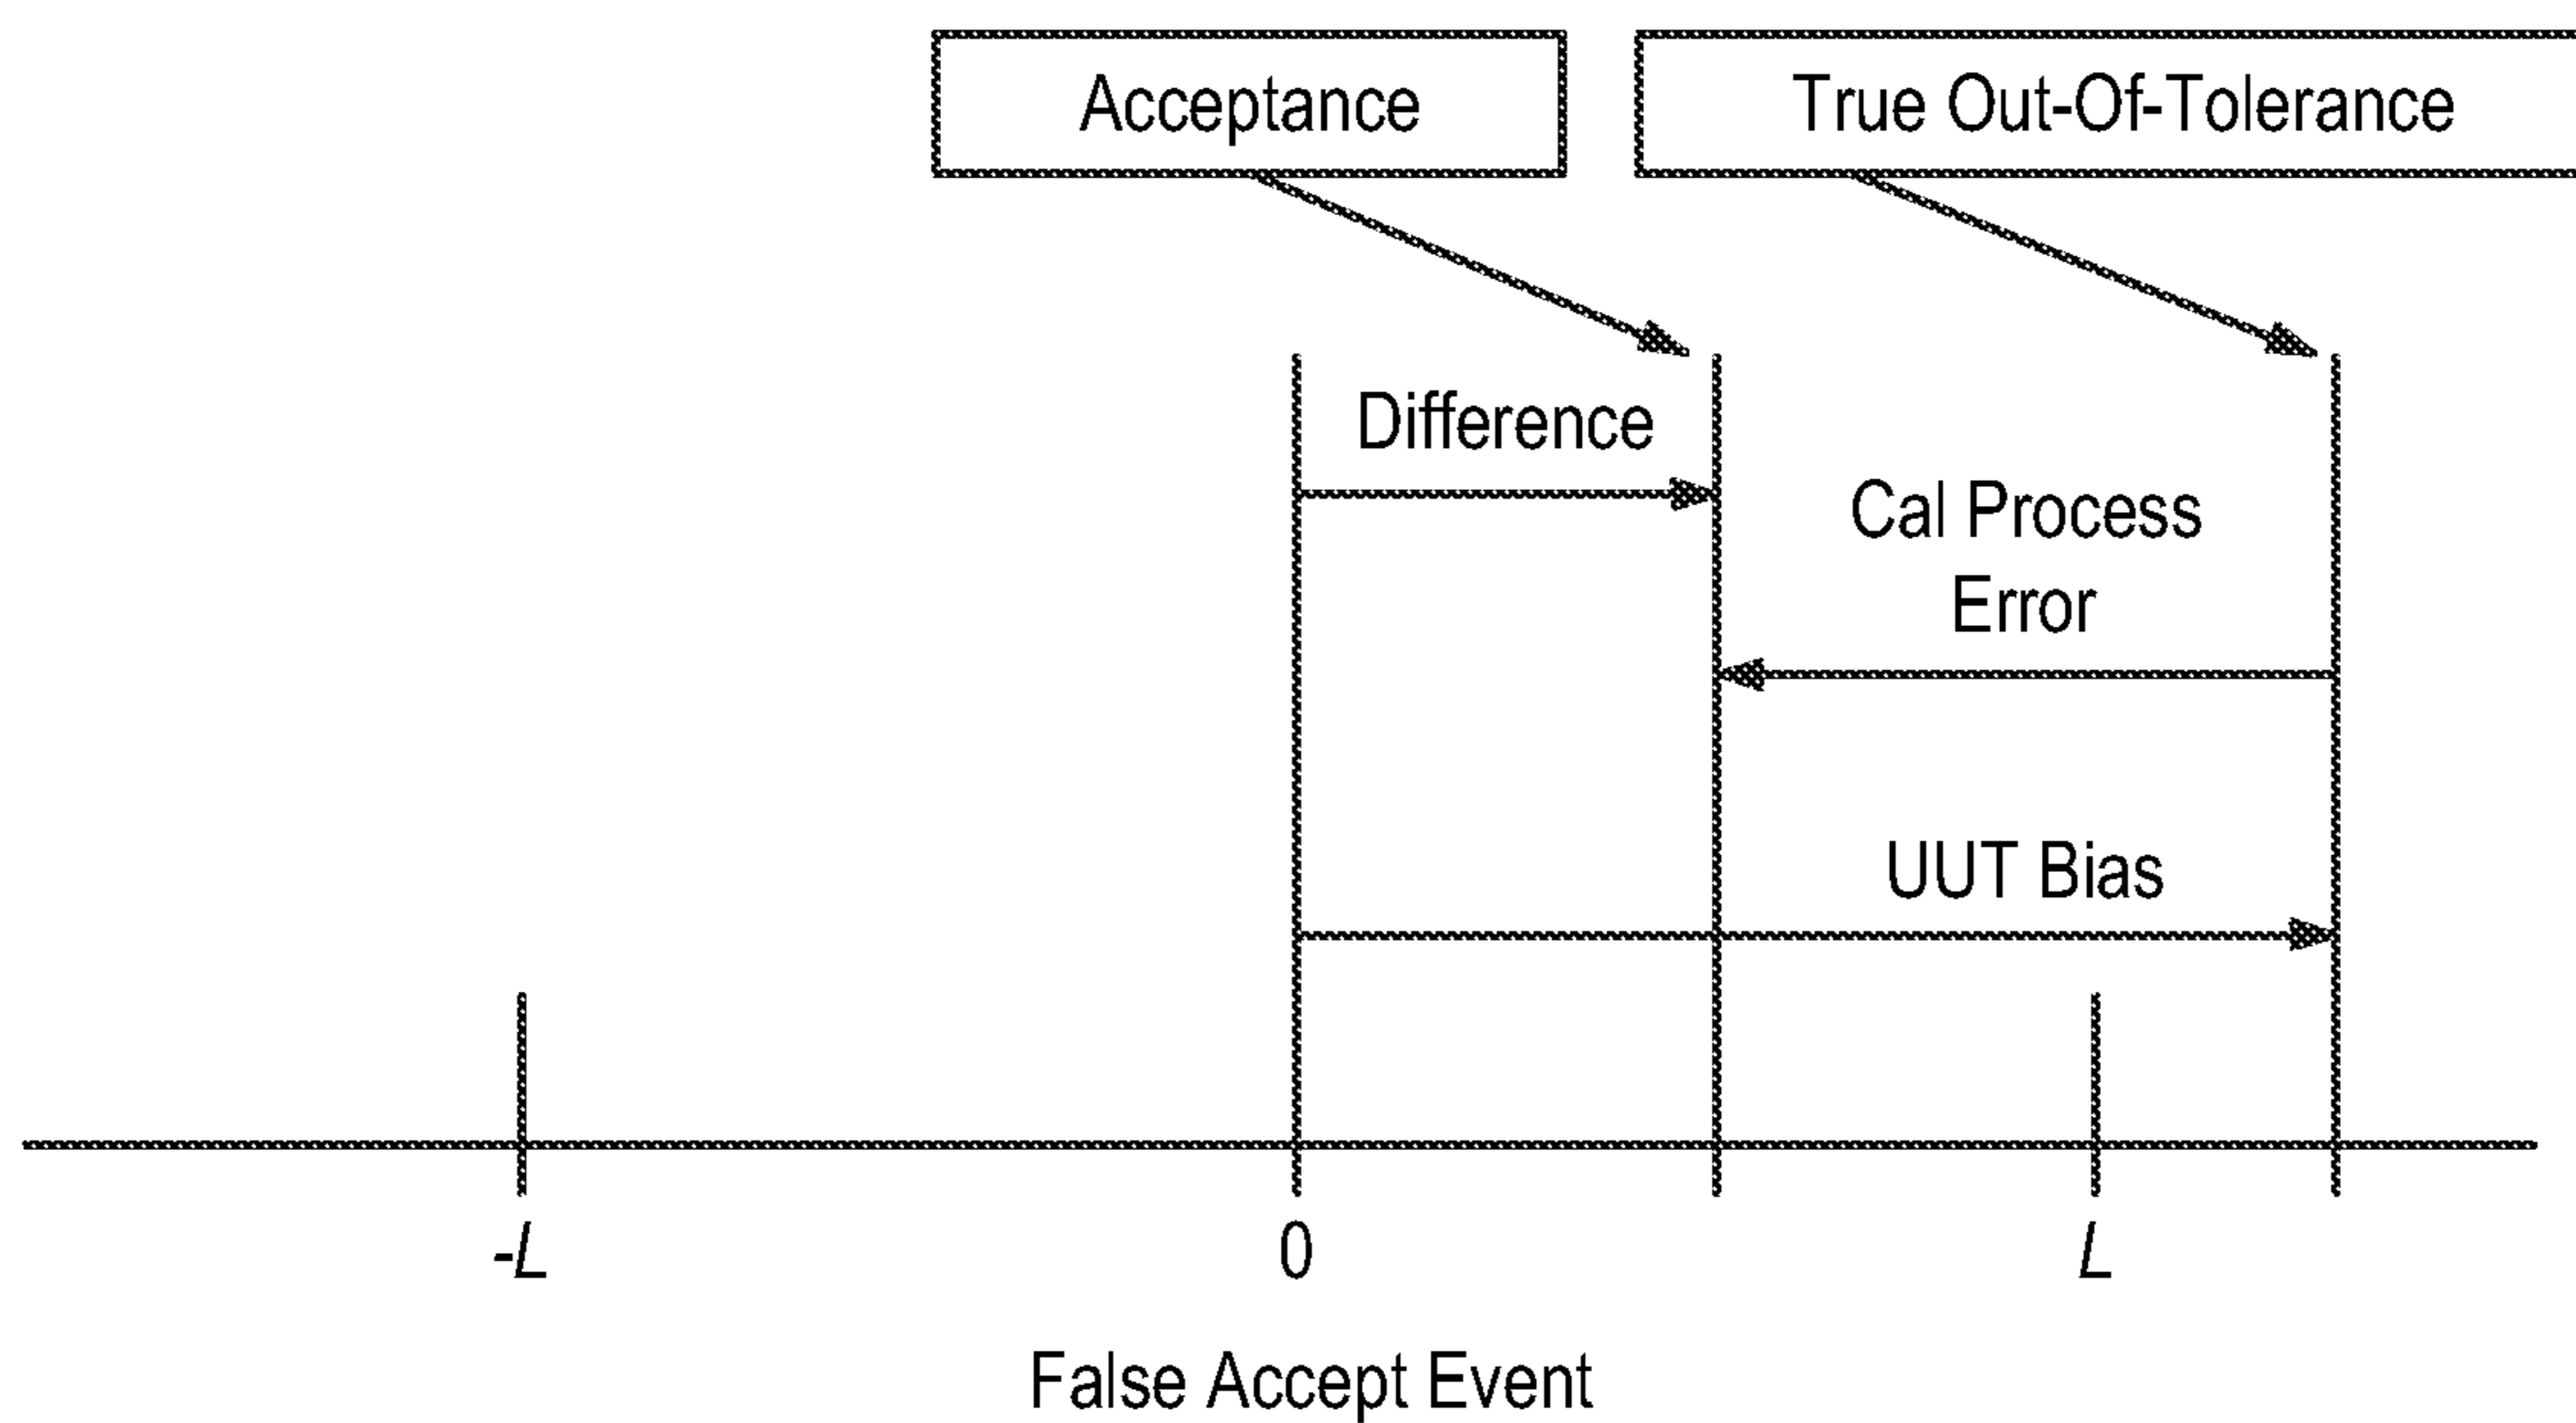 Acceptance
True Out-Of-Tolerance
Difference
Cal Process
Error
UUT Bias
-L
0
L
False Accept Event